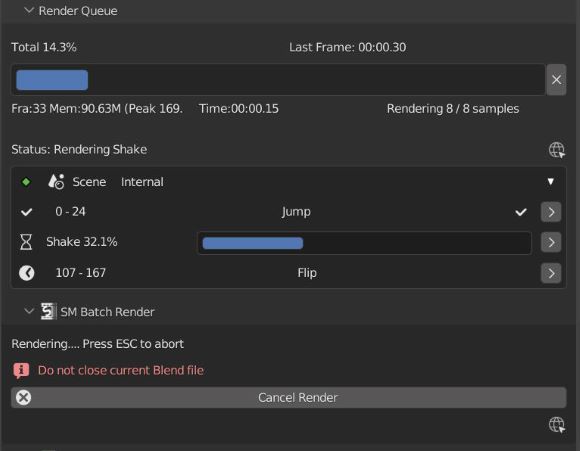 Render Queue
Total 14.3% Last Frame: 00:00.30
Fra:33 Mem:90.63M (Peak 169. Time:00:00.15 Rendering 8 / 8 samples
Status: Rendering Shake
Scene Internal
0 - 24 Jump
Shake 32.1%
107 - 167 Flip
SM Batch Render
Rendering.... Press ESC to abort
Do not close current Blend file
Cancel Render